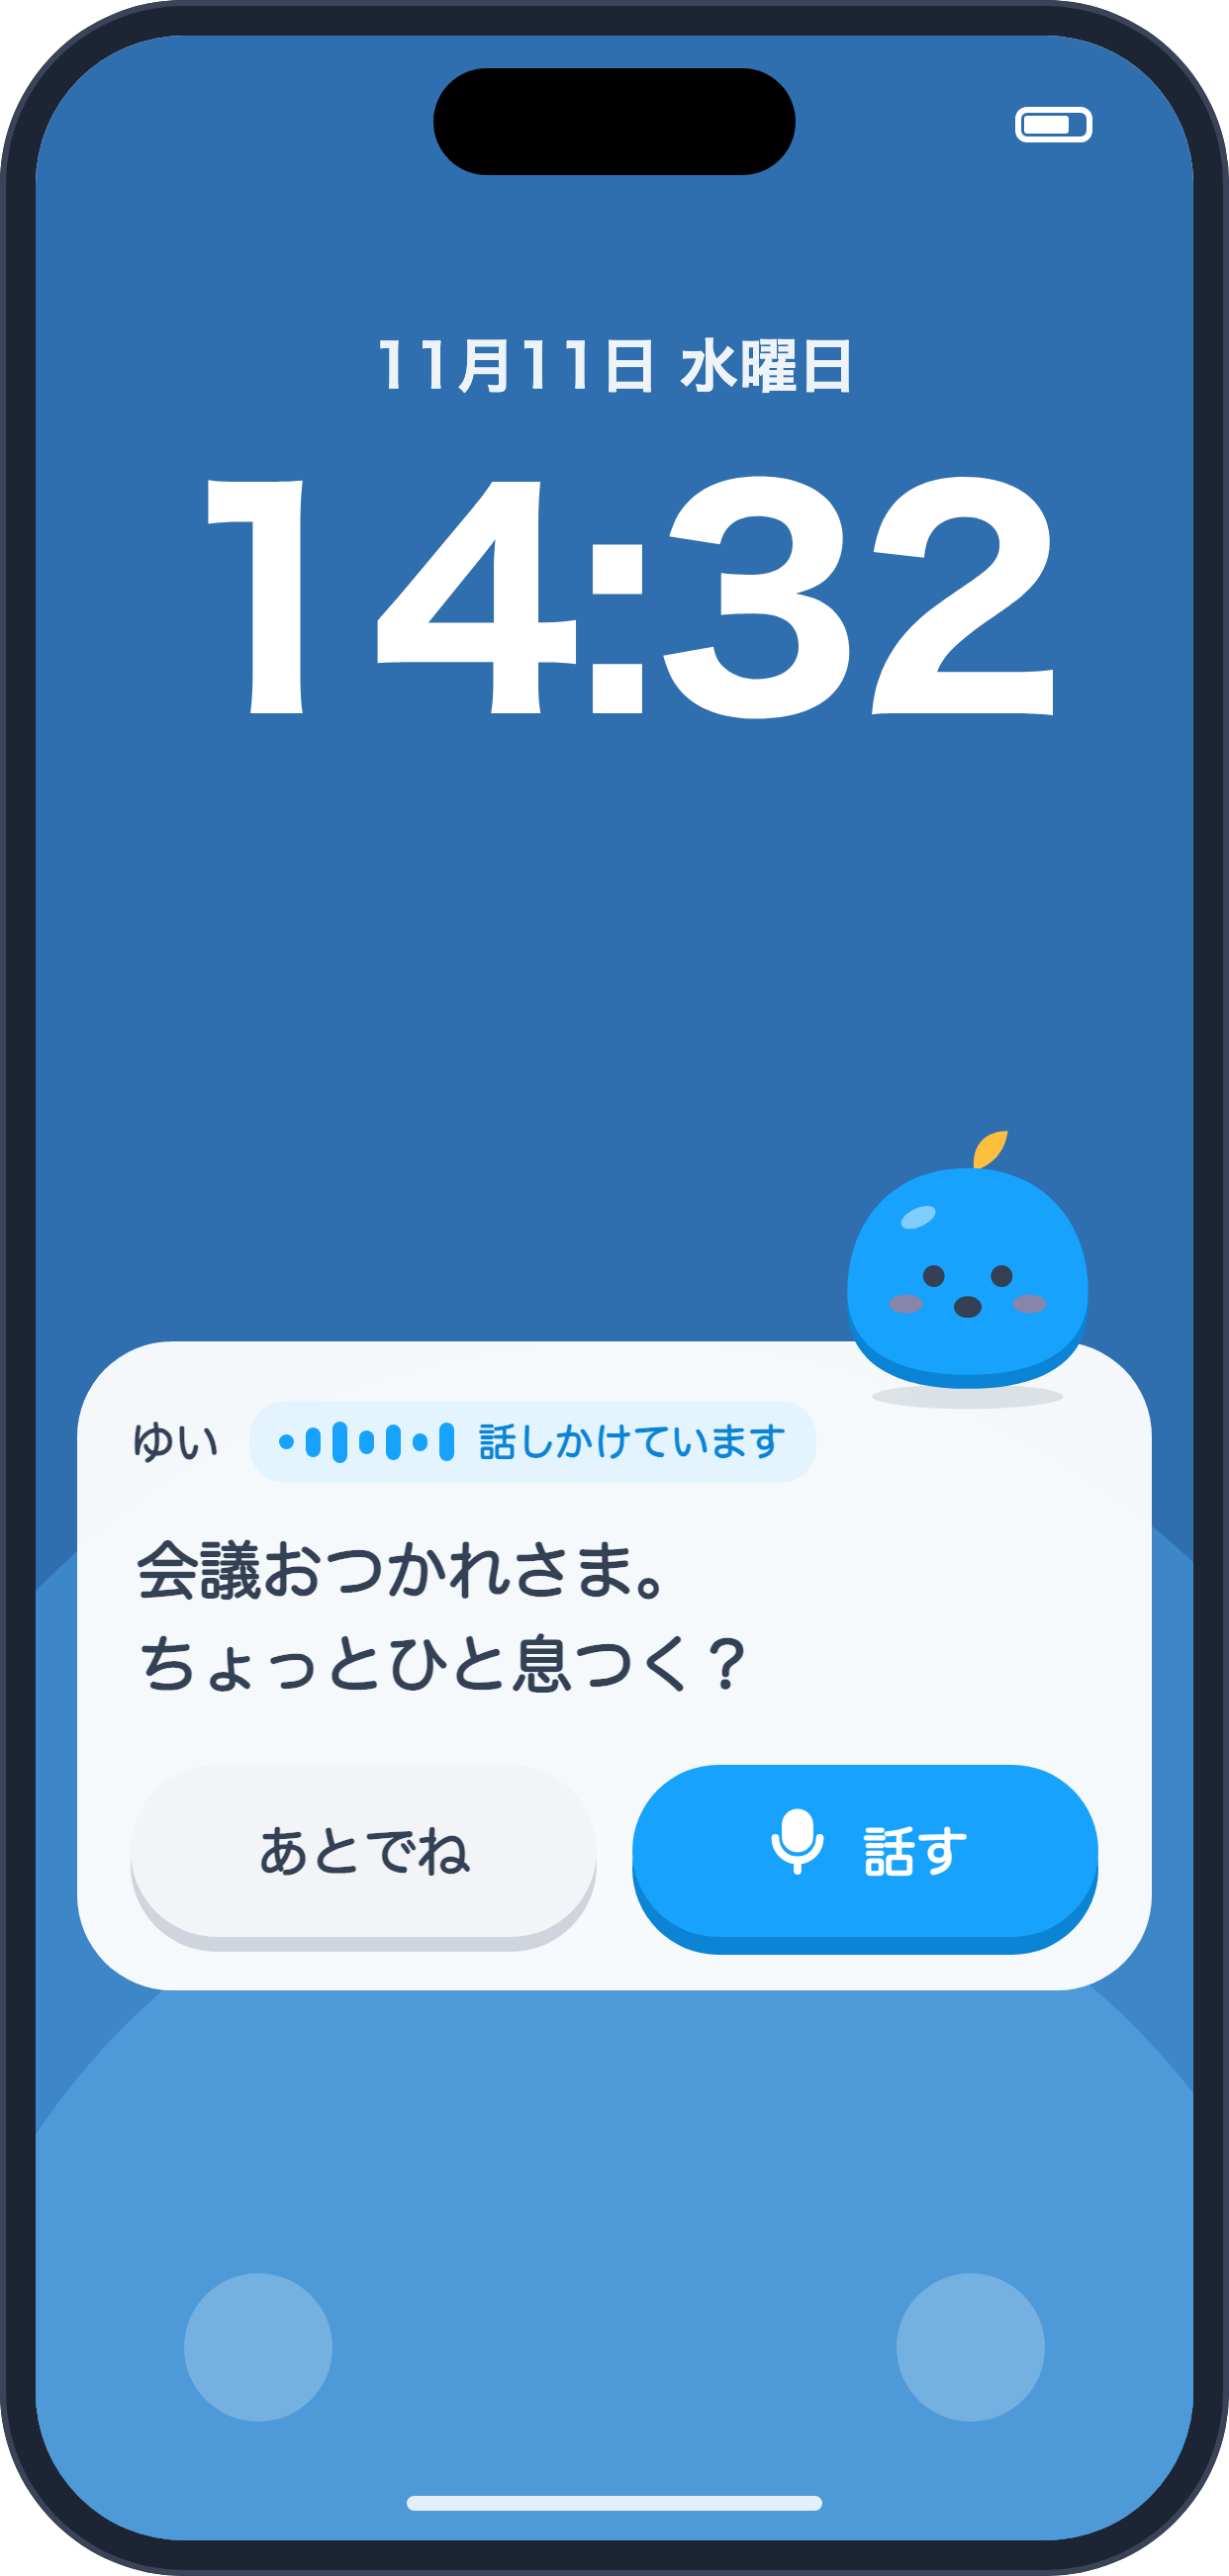 11月11日 水曜日
14:32
ゆい 話しかけています
会議おつかれさま。
ちょっとひと息つく？
あとでね 話す